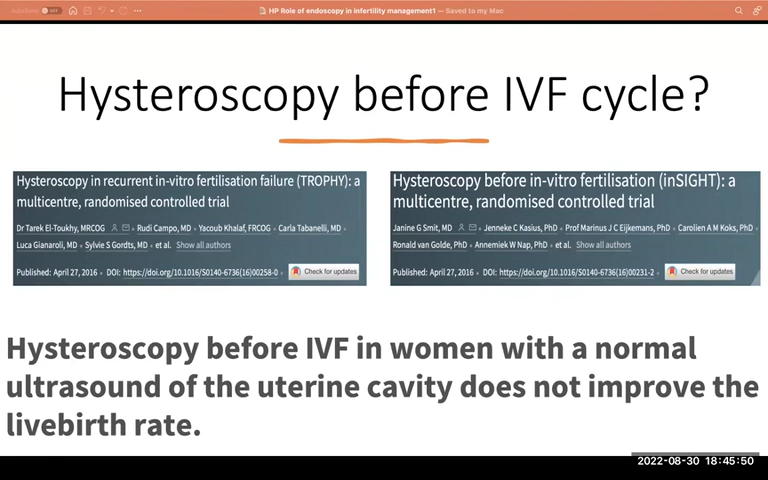 AutoSave OFF
HP Role of endoscopy in infertility management1 — Saved to my Mac
Hysteroscopy before IVF cycle?
Hysteroscopy in recurrent in-vitro fertilisation failure (TROPHY): a
multicentre, randomised controlled trial
Dr Tarek El-Toukhy, MRCOG • Rudi Campo, MD • Yacoub Khalaf, FRCOG • Carla Tabanelli, MD •
Luca Gianaroli, MD • Sylvie S Gordts, MD • et al. Show all authors
Published: April 27, 2016 • DOI: https://doi.org/10.1016/S0140-6736(16)00258-0 • Check for updates
Hysteroscopy before in-vitro fertilisation (inSIGHT): a
multicentre, randomised controlled trial
Janine G Smit, MD • Jenneke C Kasius, PhD • Prof Marinus J C Eijkemans, PhD • Carolien A M Koks, PhD •
Ronald van Golde, PhD • Annemiek W Nap, PhD • et al. Show all authors
Published: April 27, 2016 • DOI: https://doi.org/10.1016/S0140-6736(16)00231-2 • Check for updates
Hysteroscopy before IVF in women with a normal
ultrasound of the uterine cavity does not improve the
livebirth rate.
2022-08-30 18:45:50